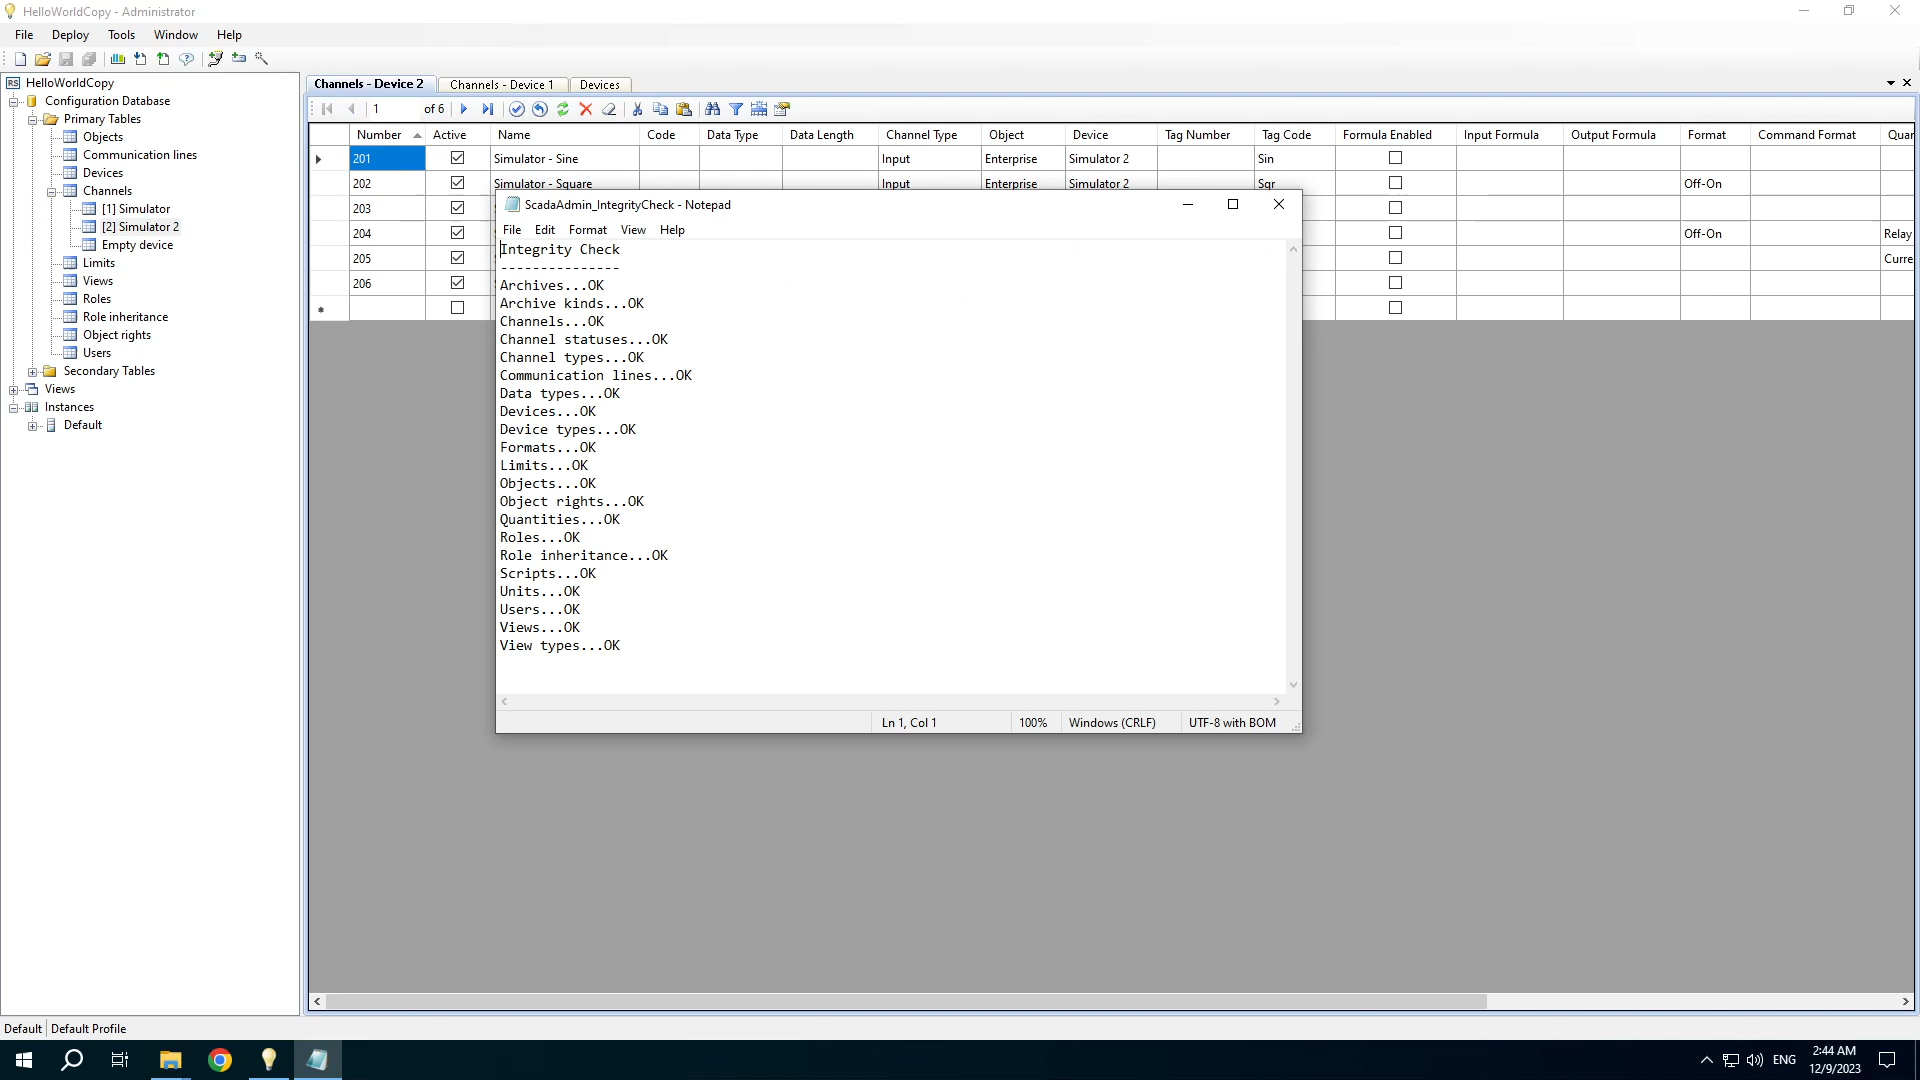 HelloWorldCopy - Administrator
File Deploy Tools Window Help
RS HelloWorldCopy
Configuration Database
Primary Tables
Objects
Communication lines
Devices
Channels
[1] Simulator
[2] Simulator 2
Empty device
Limits
Views
Roles
Role inheritance
Object rights
Users
Secondary Tables
Views
Instances
Default
Channels - Device 2 Channels - Device 1 Devices
1 of 6
Number Active Name Code Data Type Data Length Channel Type Object Device Tag Number Tag Code Formula Enabled Input Formula Output Formula Format Command Format Quar
201 Simulator - Sine Input Enterprise Simulator 2 Sin
202 Simulator - Square Input Enterprise Simulator 2 Sqr Off-On
203
204 Off-On Relay
205 Curre
206
ScadaAdmin_IntegrityCheck - Notepad
File Edit Format View Help
Integrity Check
---------------
Archives...OK
Archive kinds...OK
Channels...OK
Channel statuses...OK
Channel types...OK
Communication lines...OK
Data types...OK
Devices...OK
Device types...OK
Formats...OK
Limits...OK
Objects...OK
Object rights...OK
Quantities...OK
Roles...OK
Role inheritance...OK
Scripts...OK
Units...OK
Users...OK
Views...OK
View types...OK
Ln 1, Col 1 100% Windows (CRLF) UTF-8 with BOM
Default Default Profile
ENG
2:44 AM
12/9/2023